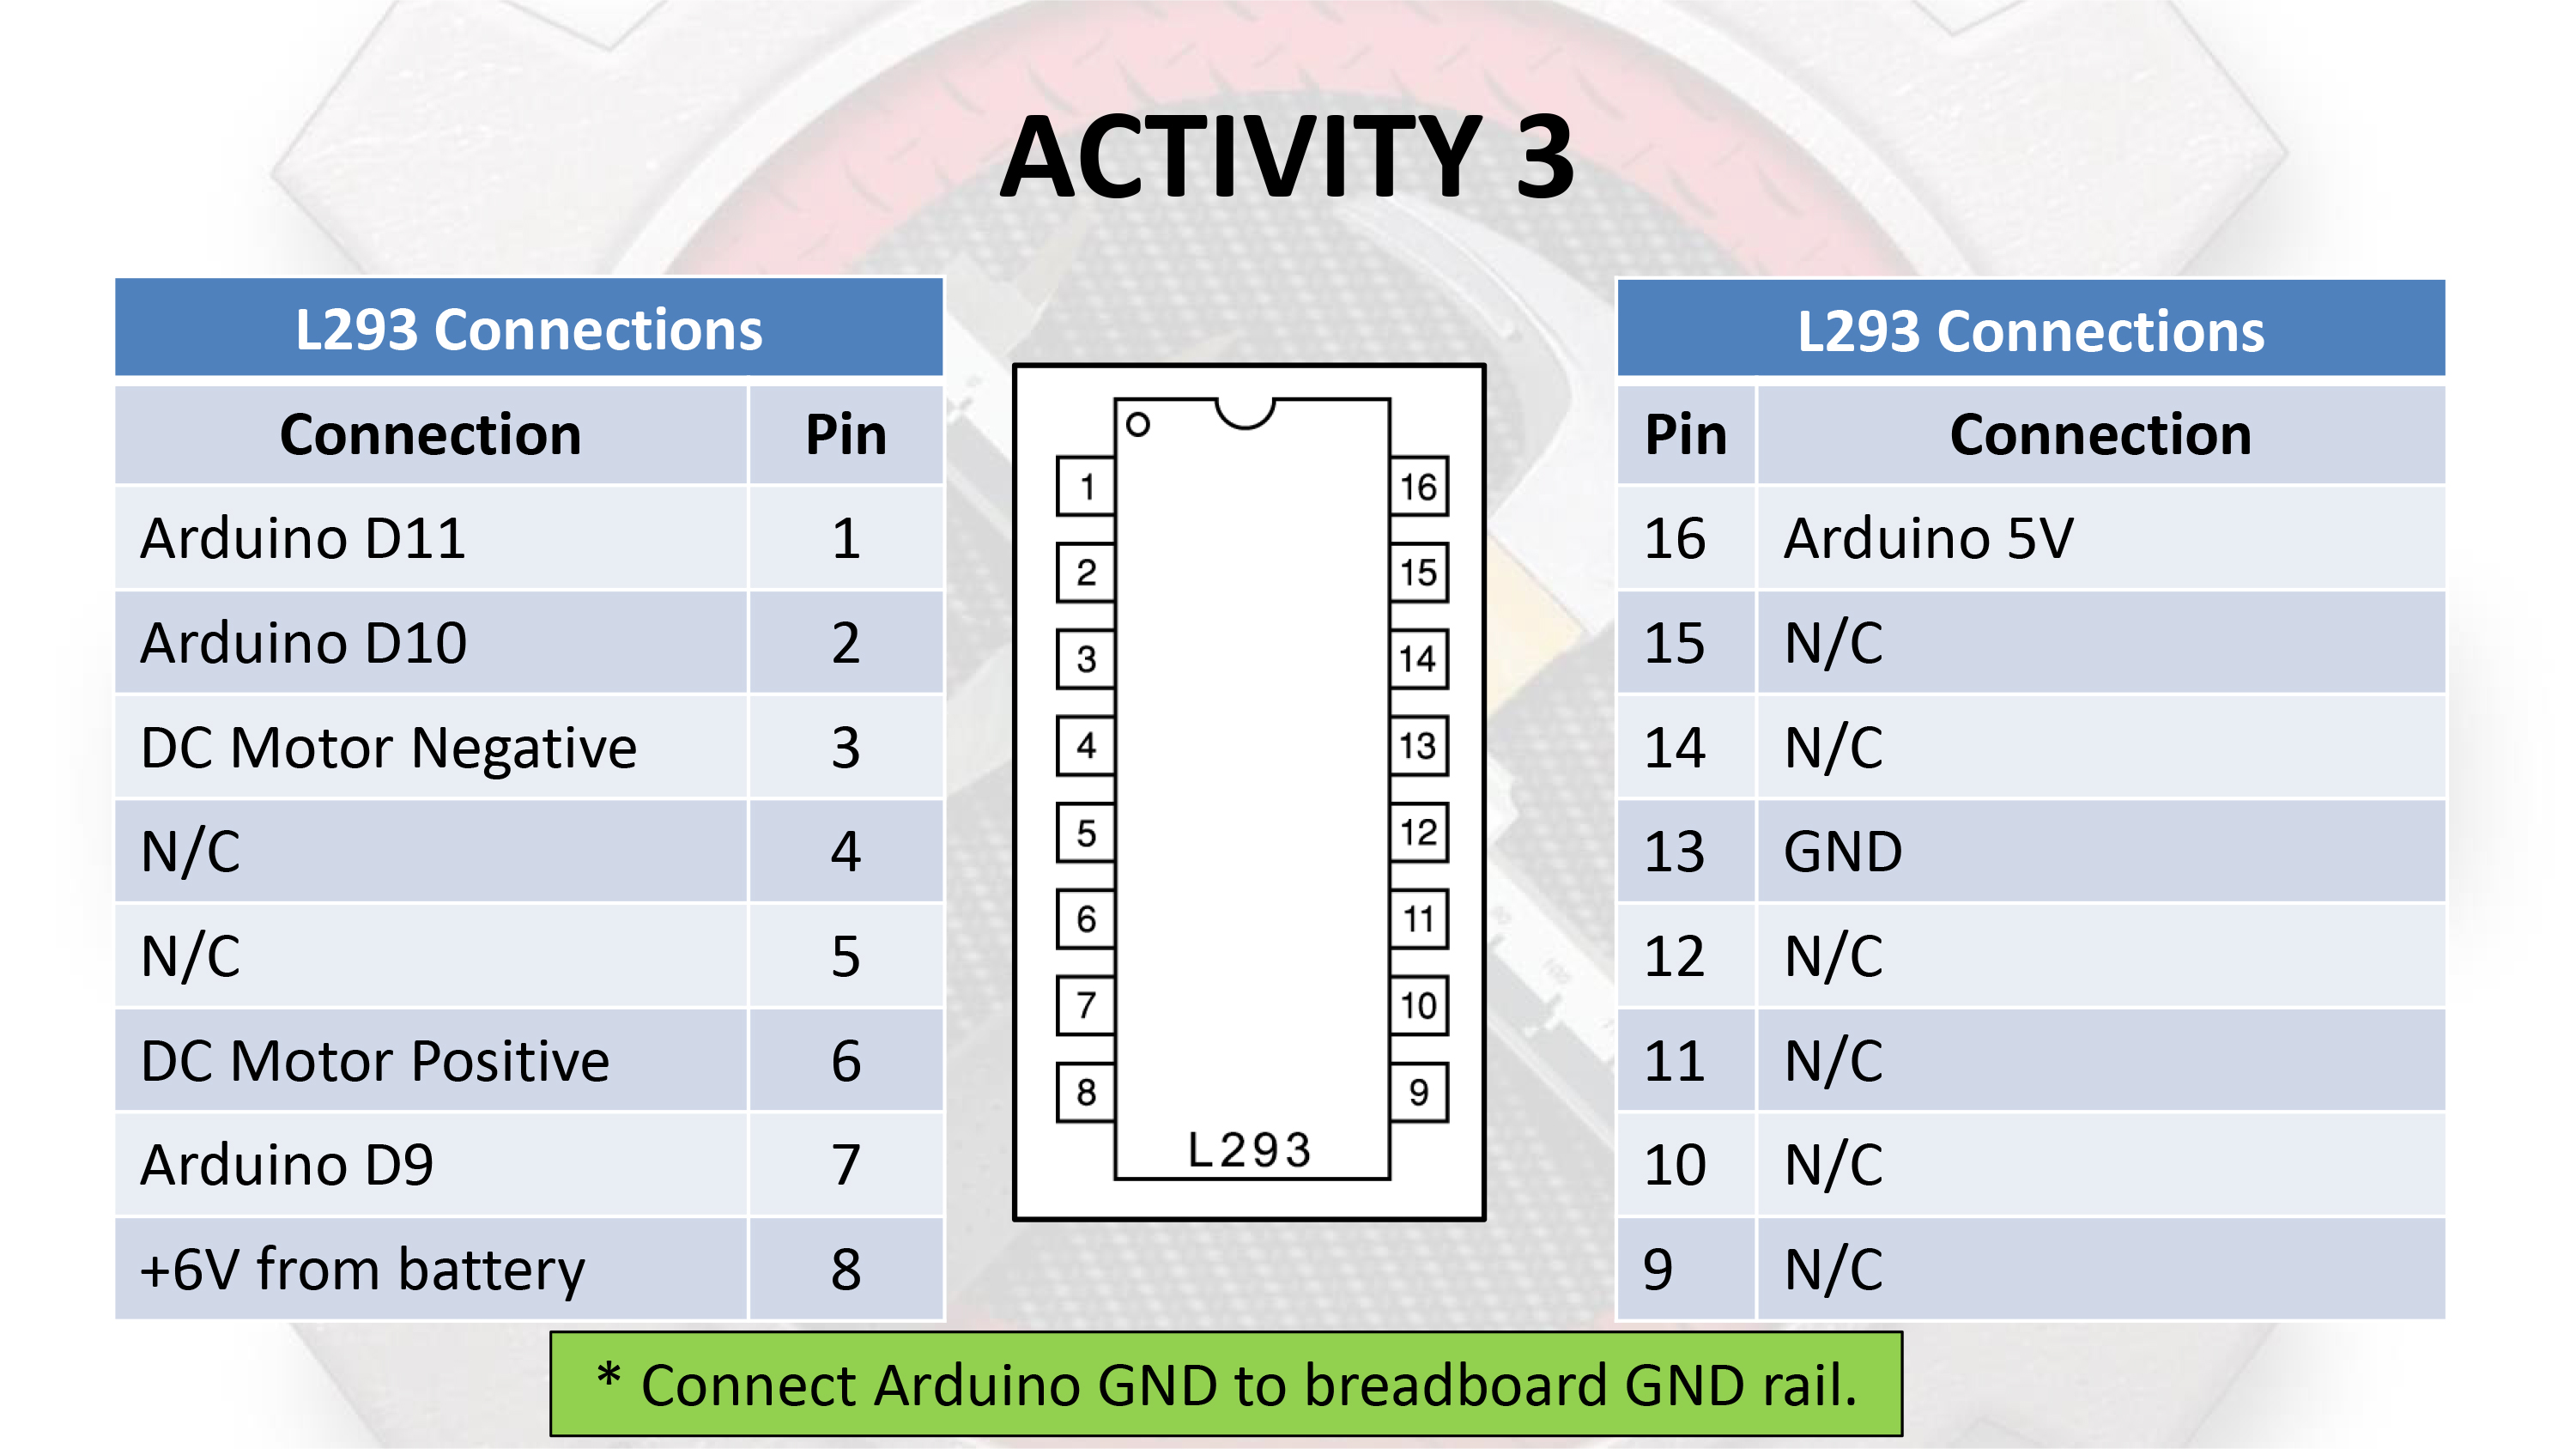 ACTIVITY 3
L293 Connections
Connection Pin
Arduino D11 1
Arduino D10 2
DC Motor Negative 3
N/C 4
N/C 5
DC Motor Positive 6
Arduino D9 7
+6V from battery 8
1 16
2 15
3 14
4 13
5 12
6 11
7 10
8 9
L293
L293 Connections
Pin Connection
16 Arduino 5V
15 N/C
14 N/C
13 GND
12 N/C
11 N/C
10 N/C
9 N/C
* Connect Arduino GND to breadboard GND rail.